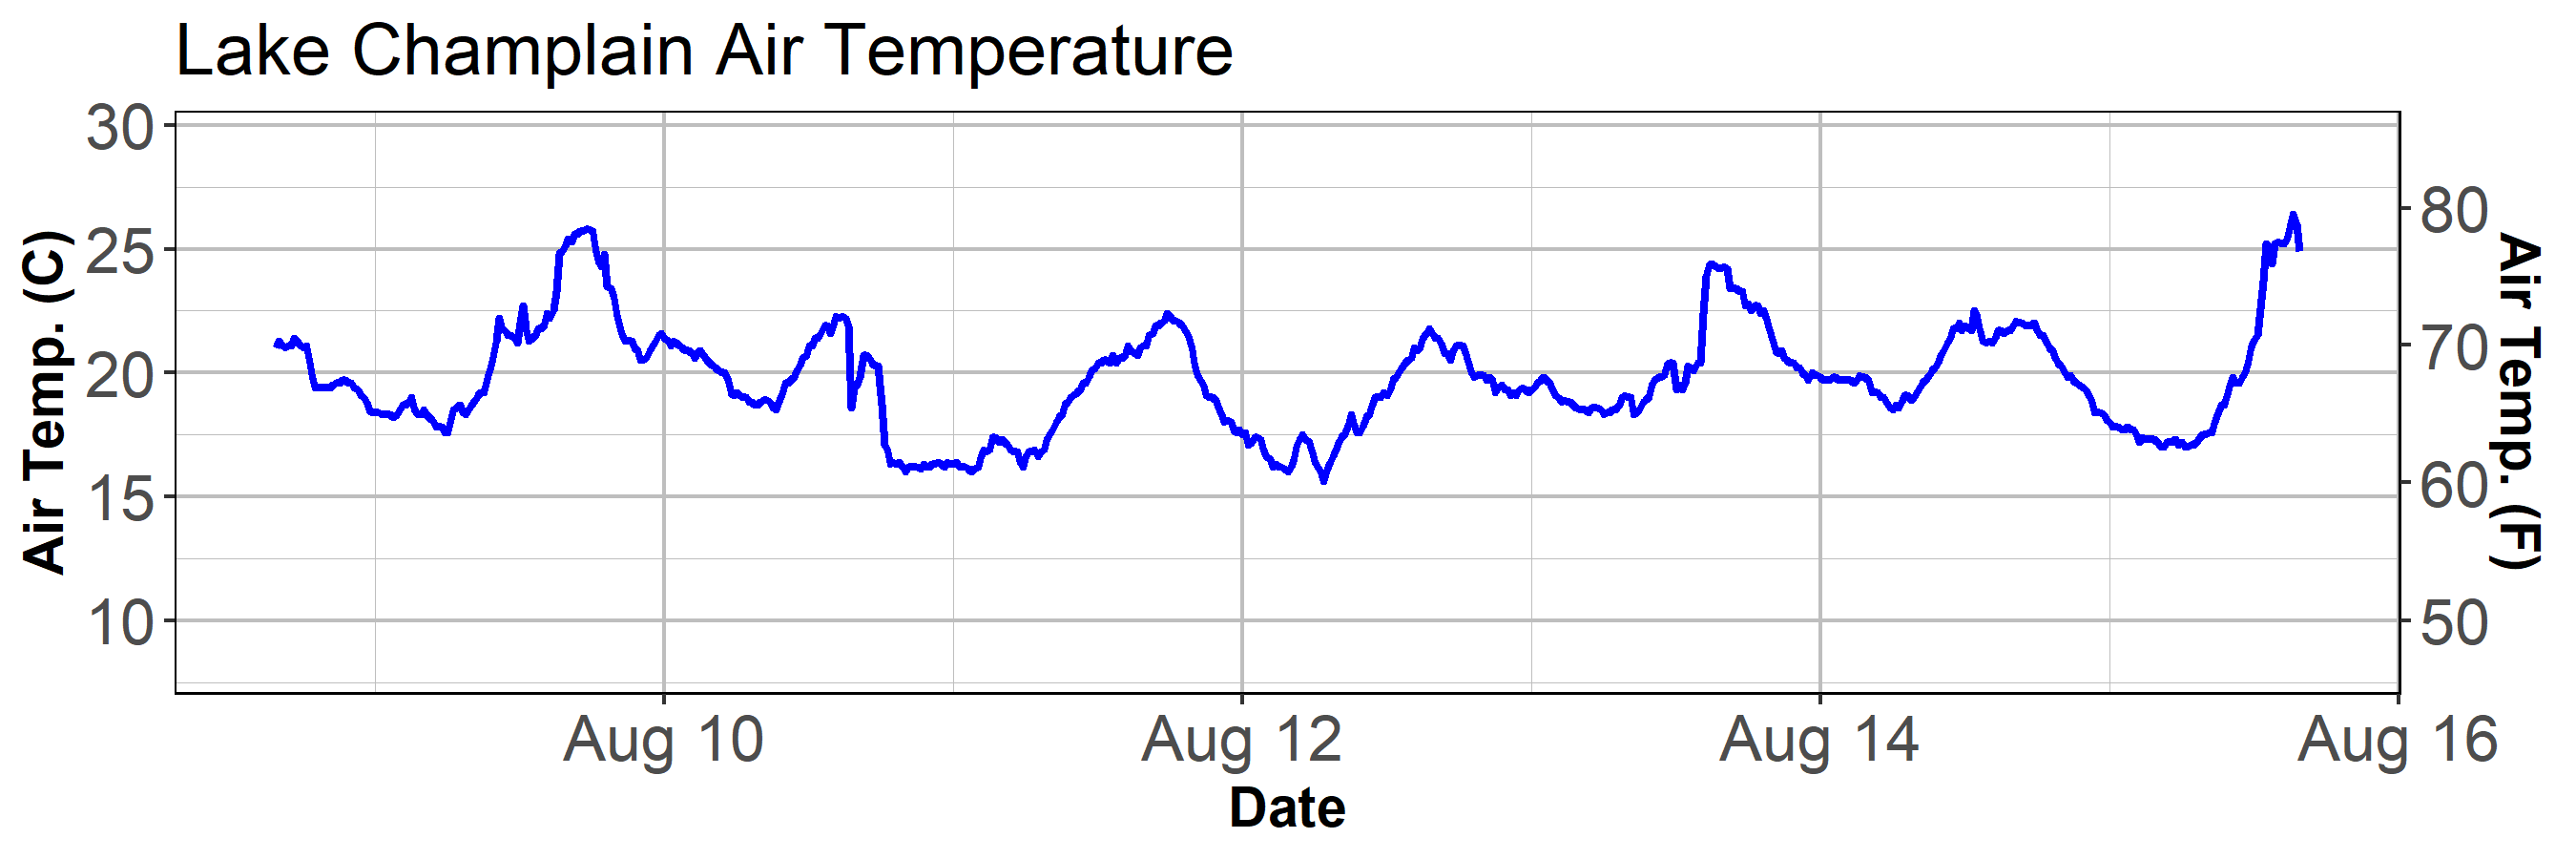 Lake Champlain Air Temperature
30
25
20
15
10
Air Temp. (C)
80
70
60
50
Air Temp. (F)
Aug 10
Aug 12
Aug 14
Aug 16
Date